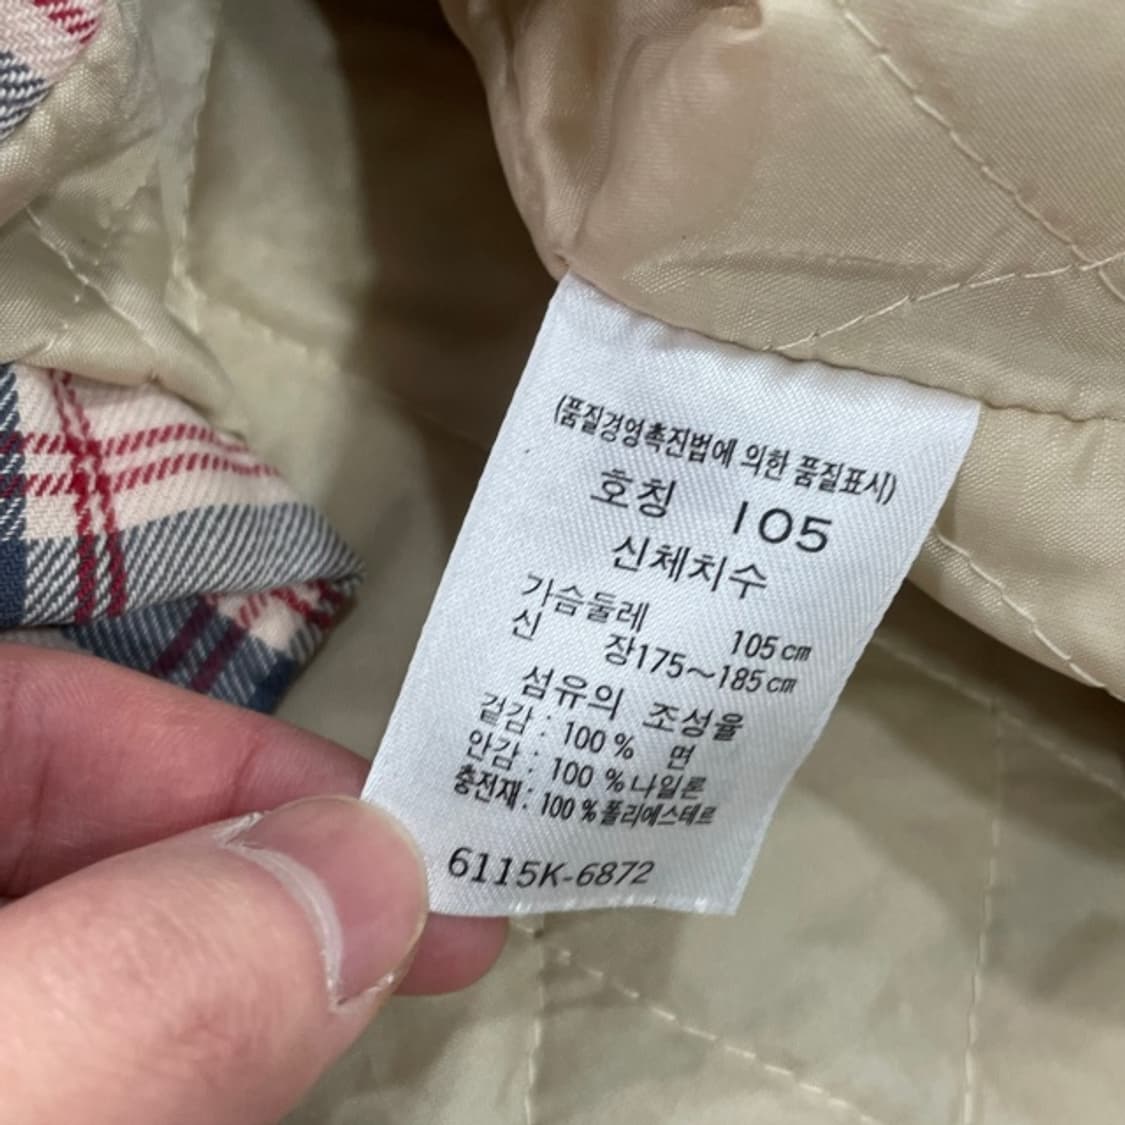 (품질경영촉진법에 의한 품질표시)
호칭 105
신체치수
가슴둘레 105㎝
신 장175~185㎝
섬유의 조성율
겉감 : 100 % 면
안감 : 100 %나일론
충전재 : 100 %폴리에스테르
6115K-6872